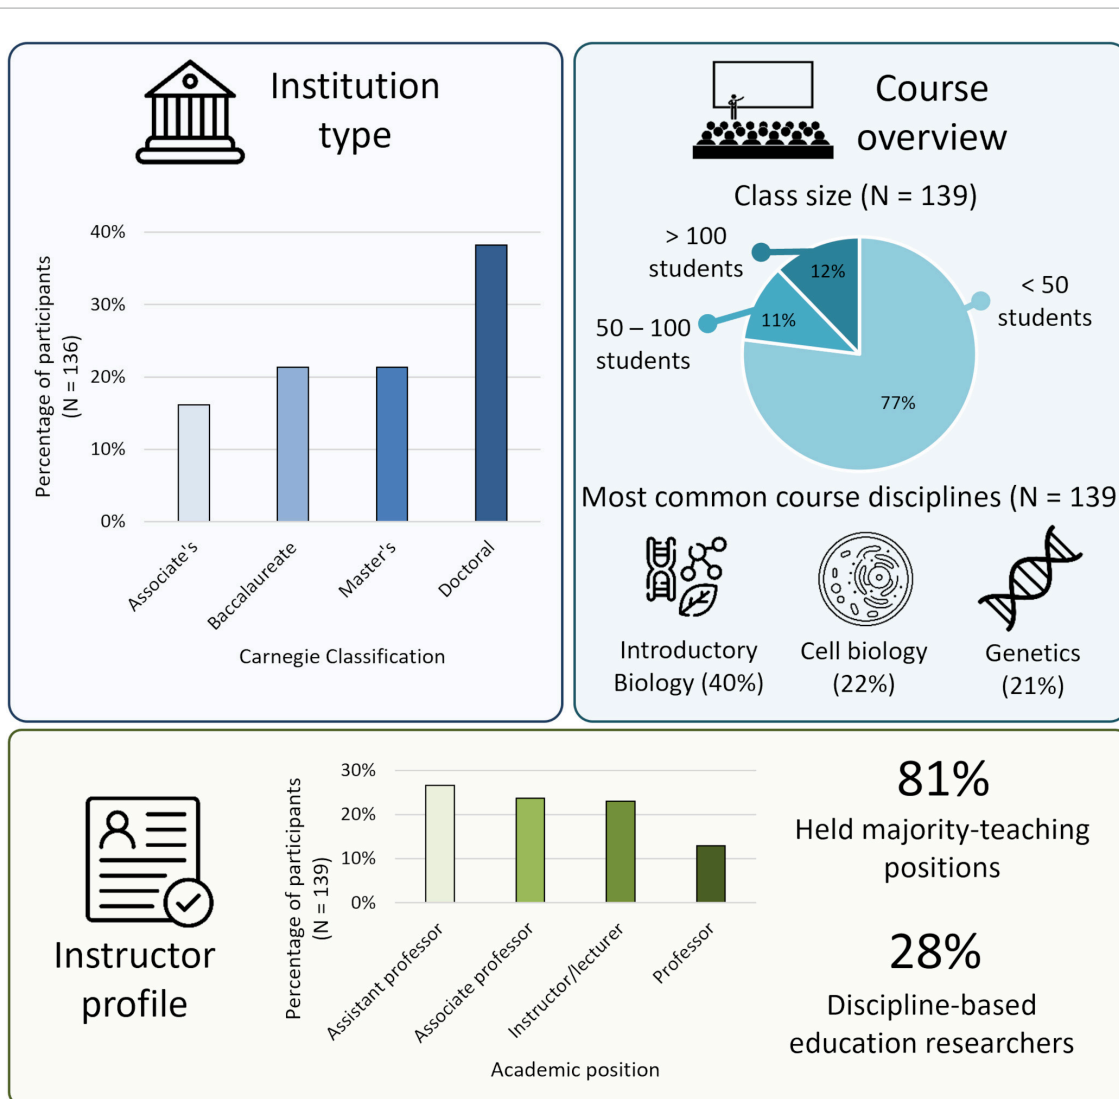 Institution
type
Percentage of participants
(N = 136)
40%
30%
20%
10%
0%
Associate's
Baccalaureate
Master's
Doctoral
Carnegie Classification
Course
overview
Class size (N = 139)
> 100
students
12%
< 50
students
50 – 100
students
11%
77%
Most common course disciplines (N = 139
Introductory
Biology (40%)
Cell biology
(22%)
Genetics
(21%)
Instructor
profile
Percentage of participants
(N = 139)
30%
20%
10%
0%
Assistant professor
Associate professor
Instructor/lecturer
Professor
Academic position
81%
Held majority-teaching
positions
28%
Discipline-based
education researchers